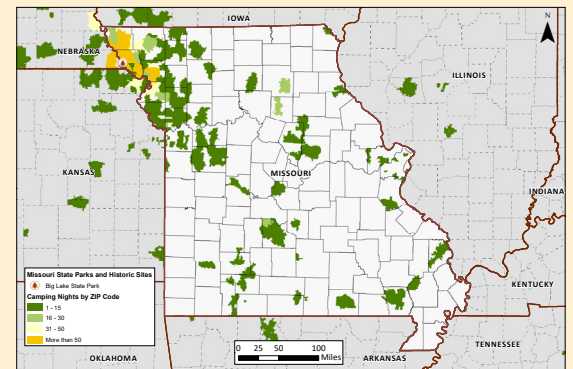 IOWA
N
NEBRASKA
ILLINOIS
KANSAS
MISSOURI
INDIANA
Missouri State Parks and Historic Sites
Big Lake State Park
Camping Nights by ZIP Code
1 - 15
16 - 30
31 - 50
More than 50
KENTUCKY
0 25 50 100
Miles
TENNESSEE
OKLAHOMA
ARKANSAS